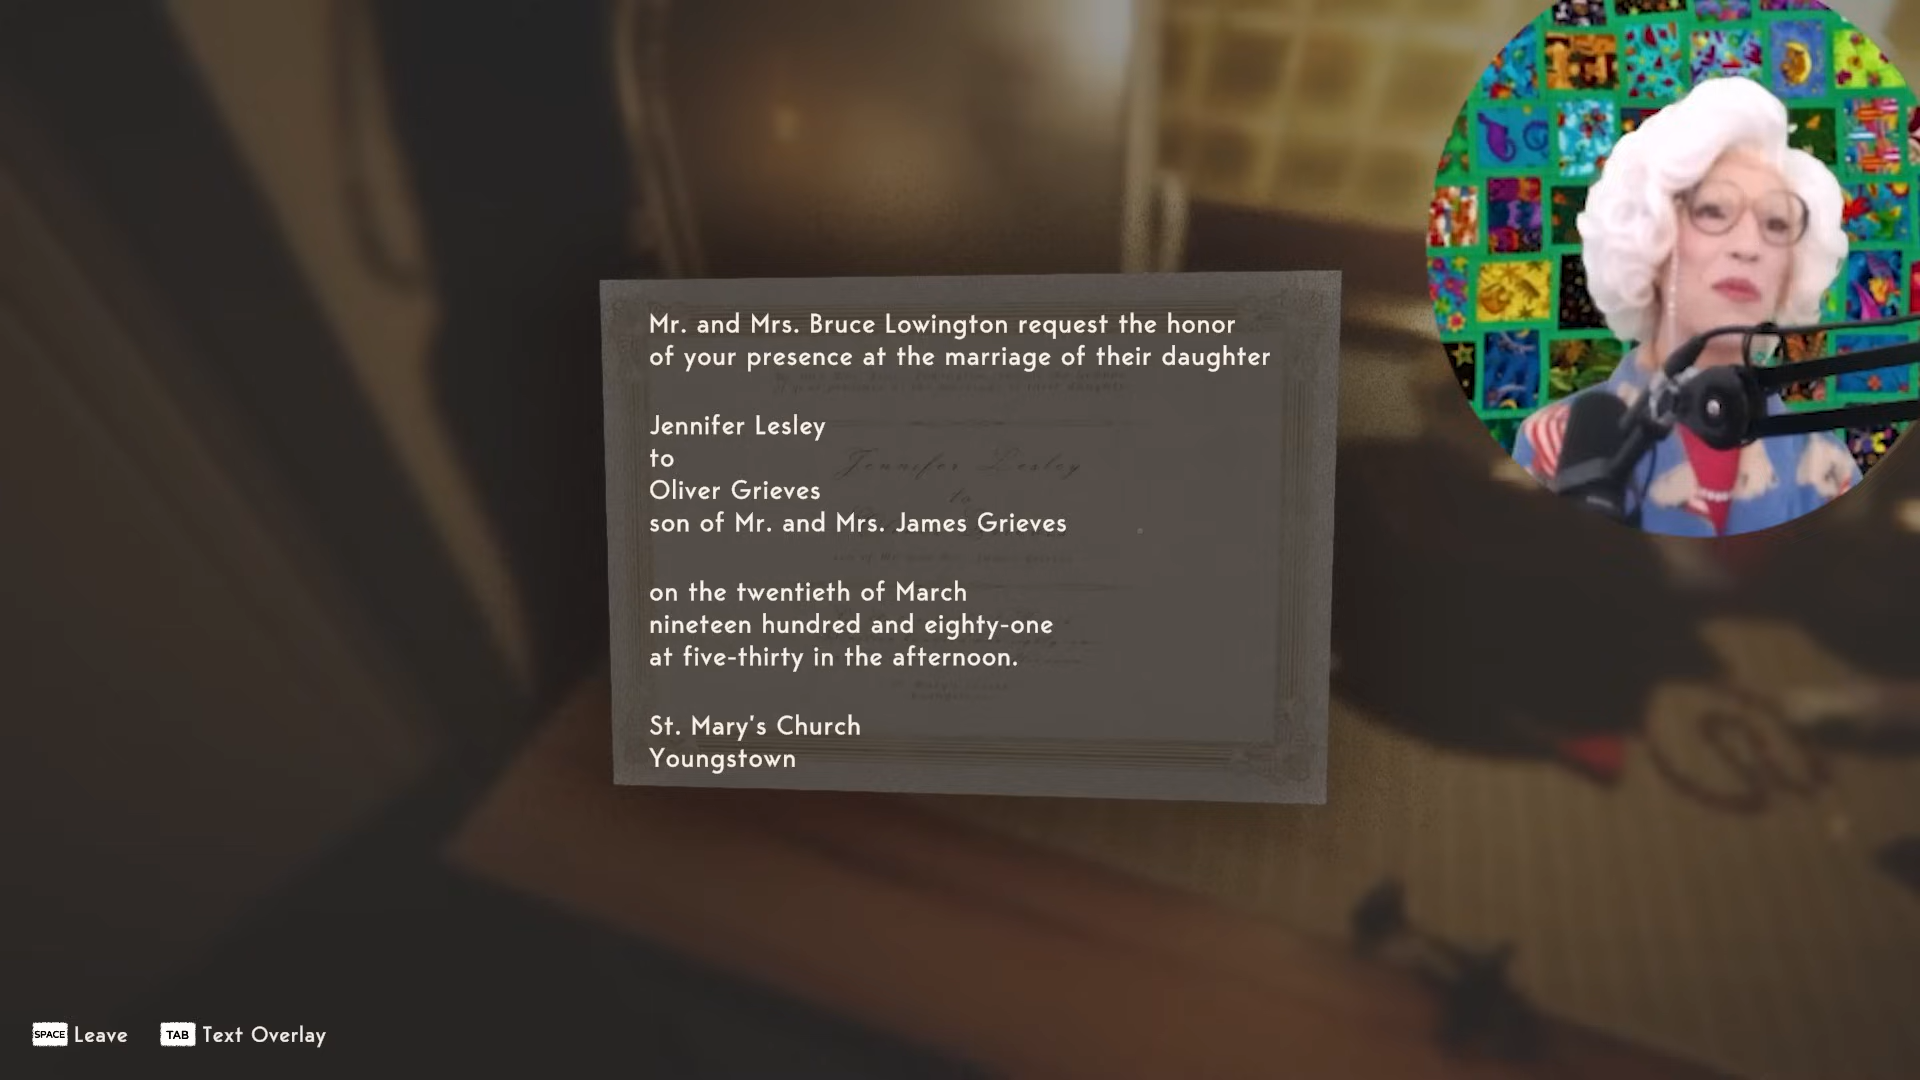 Mr. and Mrs. Bruce Lowington request the honor
of your presence at the marriage of their daughter
Jennifer Lesley
to
Oliver Grieves
son of Mr. and Mrs. James Grieves
on the twentieth of March
nineteen hundred and eighty-one
at five-thirty in the afternoon.
St. Mary's Church
Youngstown
SPACE Leave TAB Text Overlay